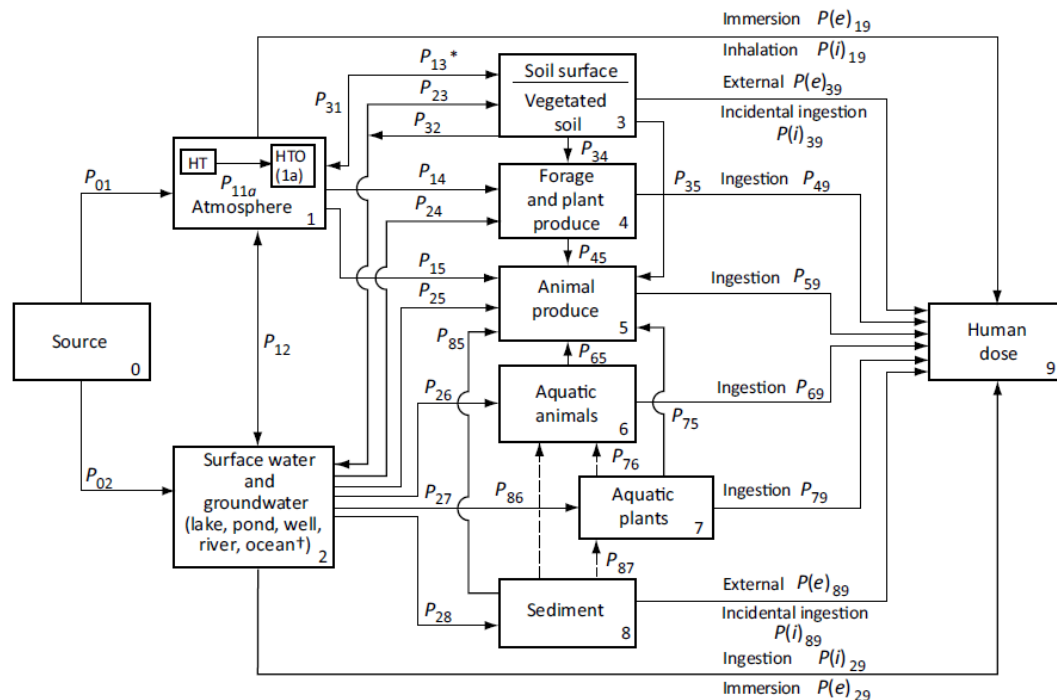 Immersion P(e)19
P13*
Inhalation P(i)19
Soil surface
External P(e)39
P23
P31
Vegetated
soil
3
Incidental ingestion
P(i)39
P32
HT
HTO
(1a)
P34
P01
P11a
P14
Forage
and plant
produce
4
P35
Ingestion P49
Atmosphere
1
P24
P45
P15
Animal
produce
5
Ingestion P59
P25
Source
0
P12
P85
Human
dose
9
P65
P26
Aquatic
animals
6
Ingestion P69
P75
P02
Surface water
and
groundwater
(lake, pond, well,
river, ocean†)
2
P76
P27
P86
Aquatic
plants
7
Ingestion P79
P87
P28
Sediment
8
External P(e)89
Incidental ingestion
P(i)89
Ingestion P(i)29
Immersion P(e)29